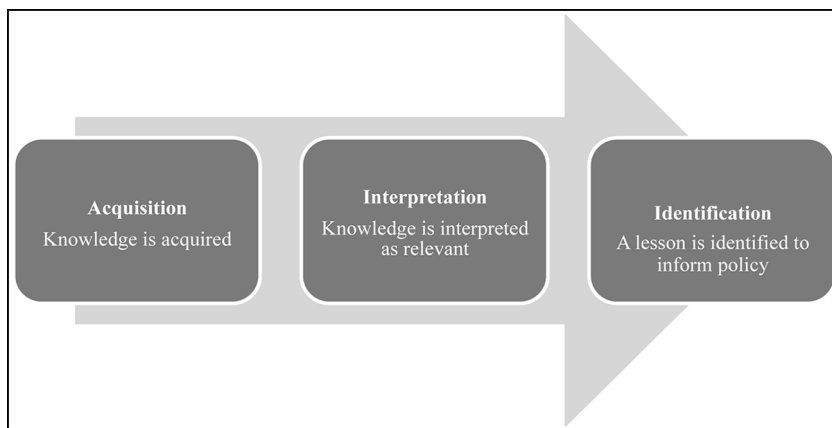 Acquisition
Knowledge is acquired
Interpretation
Knowledge is interpreted
as relevant
Identification
A lesson is identified to
inform policy